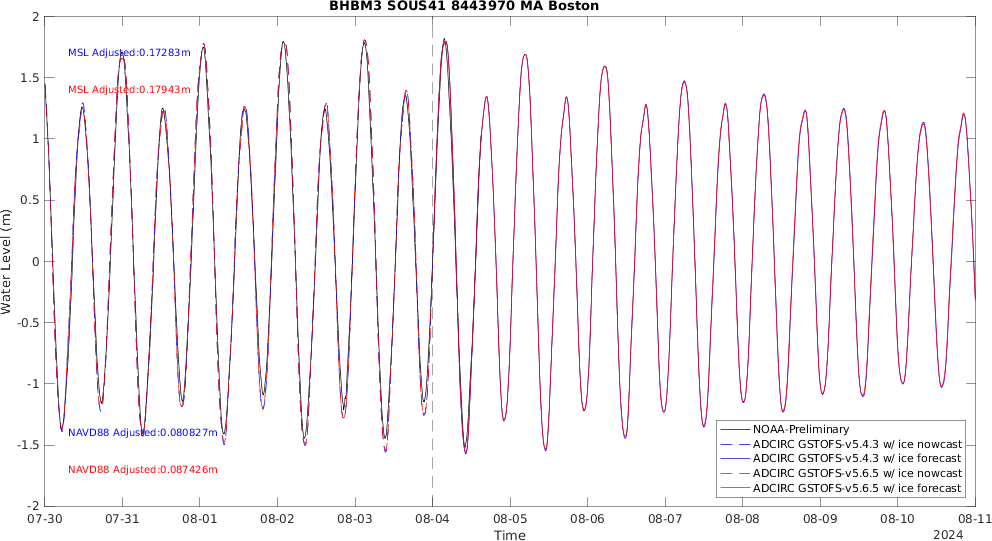 BHBM3 SOUS41 8443970 MA Boston
2
1.5
1
0.5
0
-0.5
-1
-1.5
-2
Water Level (m)
MSL Adjusted:0.17283m
MSL Adjusted:0.17943m
NAVD88 Adjusted:0.080827m
NAVD88 Adjusted:0.087426m
NOAA-Preliminary
ADCIRC GSTOFS-v5.4.3 w/ ice nowcast
ADCIRC GSTOFS-v5.4.3 w/ ice forecast
ADCIRC GSTOFS-v5.6.5 w/ ice nowcast
ADCIRC GSTOFS-v5.6.5 w/ ice forecast
07-30 07-31 08-01 08-02 08-03 08-04 08-05 08-06 08-07 08-08 08-09 08-10 08-11
Time
2024